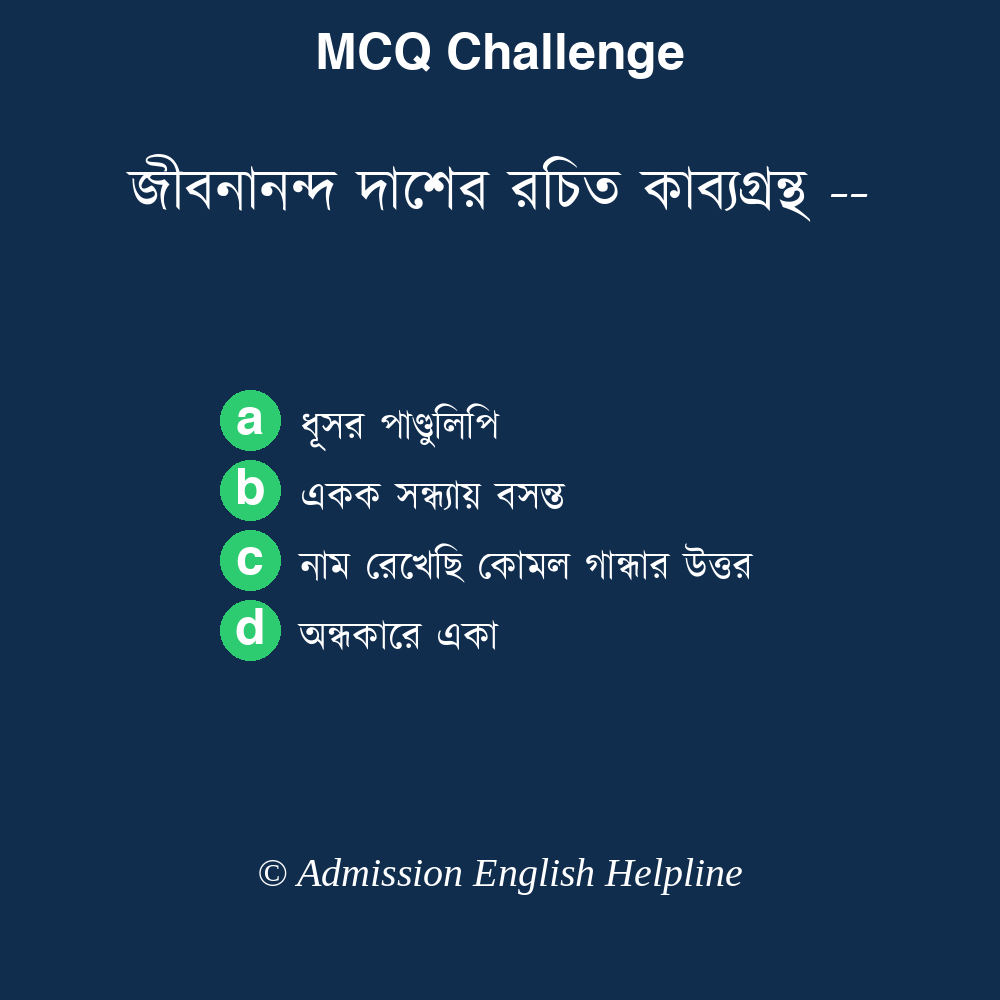 MCQ Challenge
জীবনানন্দ দাশের রচিত কাব্যগ্রন্থ --
a ধূসর পাণ্ডুলিপি
b একক সন্ধ্যায় বসন্ত
c নাম রেখেছি কোমল গান্ধার উত্তর
d অন্ধকারে একা
© Admission English Helpline